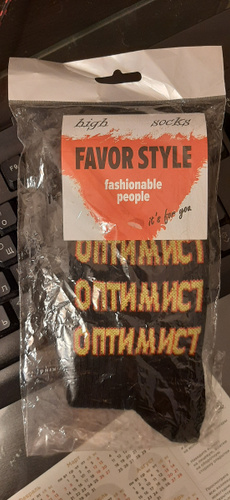 high socks
FAVOR STYLE
fashionable
people
it's for you
ОПТИМИСТ
ОПТИМИСТ
ОПТИМИСТ